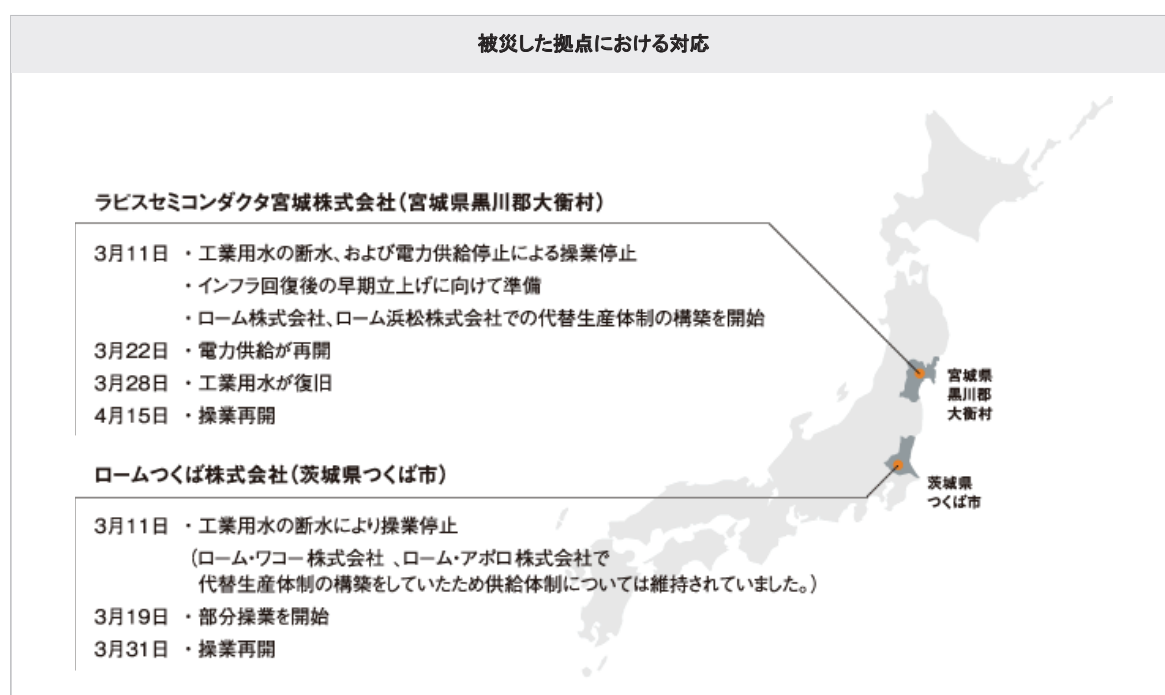 被災した拠点における対応
ラピスセミコンダクタ宮城株式会社(宮城県黒川郡大衡村)
3月11日 ・工業用水の断水、および電力供給停止による操業停止
・インフラ回復後の早期立上げに向けて準備
・ローム株式会社、ローム浜松株式会社での代替生産体制の構築を開始
3月22日 ・電力供給が再開
3月28日 ・工業用水が復旧
4月15日 ・操業再開
宮城県
黒川郡
大衡村
ロームつくば株式会社(茨城県つくば市)
3月11日 ・工業用水の断水により操業停止
(ローム・ワコー株式会社 、ローム・アポロ株式会社で
代替生産体制の構築をしていたため供給体制については維持されていました。)
3月19日 ・部分操業を開始
3月31日 ・操業再開
茨城県
つくば市